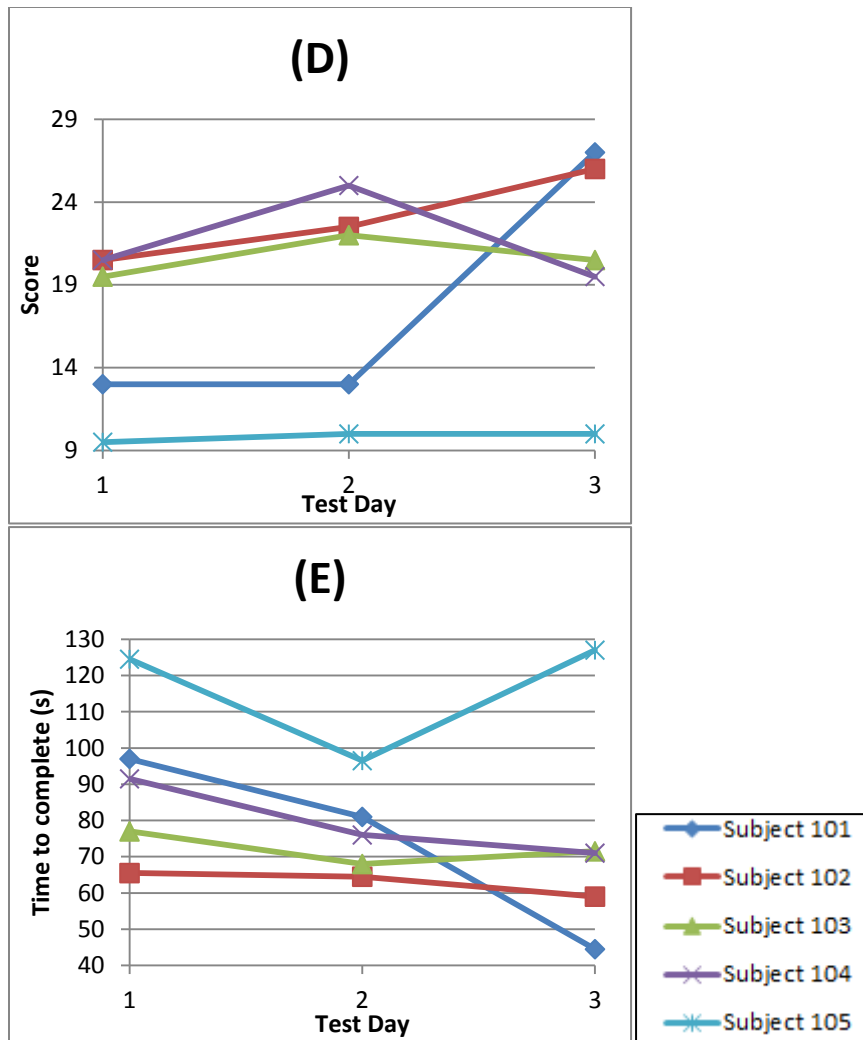 (D)
29
24
19
14
9
Score
1 2 3
Test Day
(E)
130
120
110
100
90
80
70
60
50
40
Time to complete (s)
1 2 3
Test Day
Subject 101
Subject 102
Subject 103
Subject 104
Subject 105